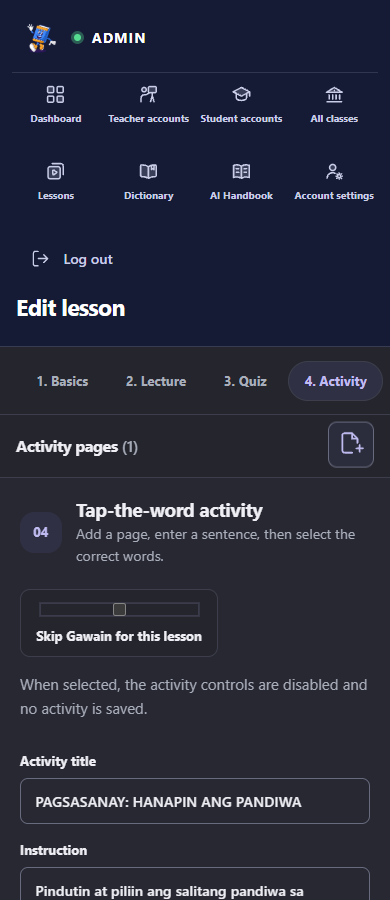 ADMIN
Dashboard
Teacher accounts
Student accounts
All classes
Lessons
Dictionary
AI Handbook
Account settings
Log out
Edit lesson
1. Basics
2. Lecture
3. Quiz
4. Activity
Activity pages (1)
04
Tap-the-word activity
Add a page, enter a sentence, then select the
correct words.
Skip Gawain for this lesson
When selected, the activity controls are disabled and
no activity is saved.
Activity title
PAGSASANAY: HANAPIN ANG PANDIWA
Instruction
Pindutin at piliin ang salitang pandiwa sa